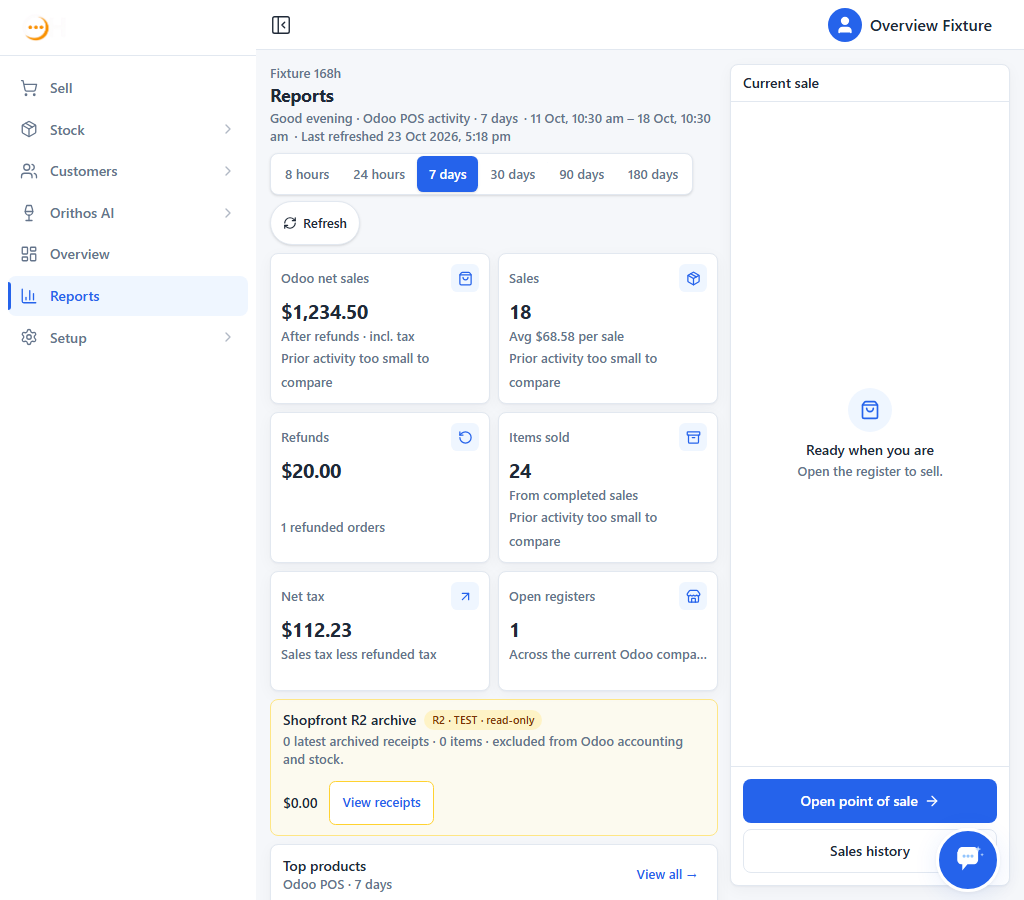 Overview Fixture
Sell
Stock
Customers
Orithos AI
Overview
Reports
Setup
Fixture 168h
Reports
Good evening · Odoo POS activity · 7 days · 11 Oct, 10:30 am – 18 Oct, 10:30
am · Last refreshed 23 Oct 2026, 5:18 pm
8 hours 24 hours 7 days 30 days 90 days 180 days
Refresh
Odoo net sales
$1,234.50
After refunds · incl. tax
Prior activity too small to
compare
Sales
18
Avg $68.58 per sale
Prior activity too small to
compare
Refunds
$20.00
1 refunded orders
Items sold
24
From completed sales
Prior activity too small to
compare
Net tax
$112.23
Sales tax less refunded tax
Open registers
1
Across the current Odoo compa...
Shopfront R2 archive R2 · TEST · read-only
0 latest archived receipts · 0 items · excluded from Odoo accounting
and stock.
$0.00 View receipts
Top products
Odoo POS · 7 days
View all →
Current sale
Ready when you are
Open the register to sell.
Open point of sale →
Sales history